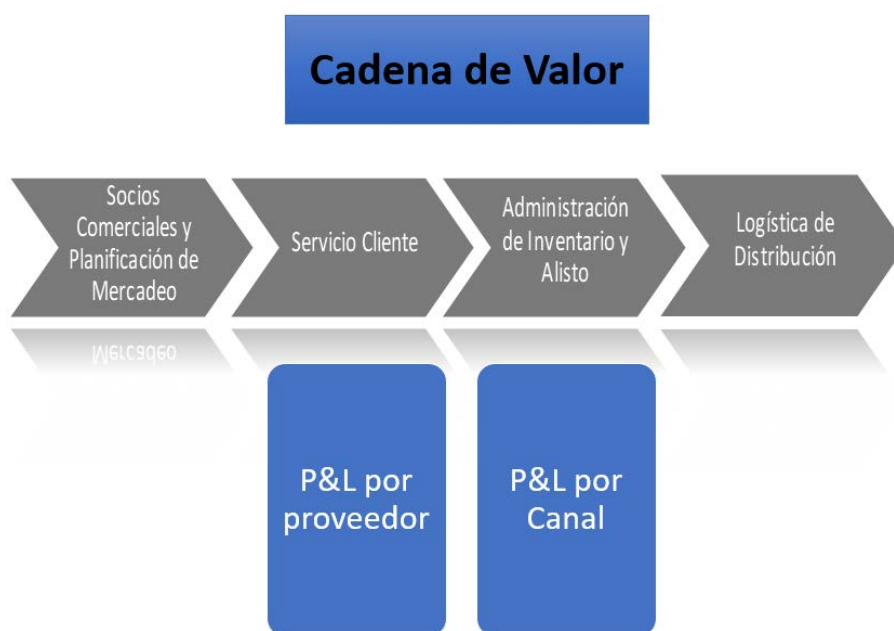 Cadena de Valor
Socios
Comerciales y
Planificación de
Mercadeo
Servicio Cliente
Administración
de Inventario y
Alisto
Logística de
Distribución
P&L por
proveedor
P&L por
Canal